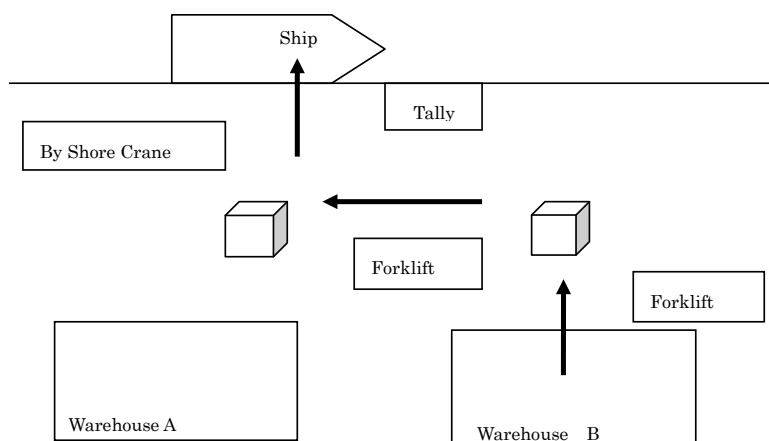 Ship
Tally
By Shore Crane
Forklift
Forklift
Warehouse A
Warehouse B